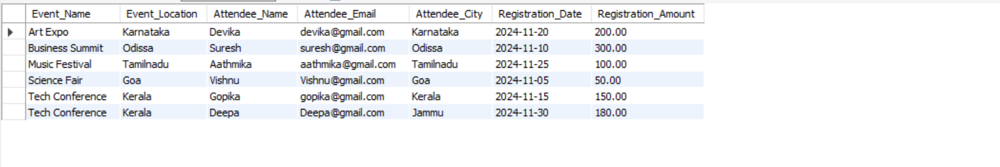 Event_Name Event_Location Attendee_Name Attendee_Email Attendee_City Registration_Date Registration_Amount
Art Expo Karnataka Devika devika@gmail.com Karnataka 2024-11-20 200.00
Business Summit Odissa Suresh suresh@gmail.com Odissa 2024-11-10 300.00
Music Festival Tamilnadu Aathmika aathmika@gmail.com Tamilnadu 2024-11-25 100.00
Science Fair Goa Vishnu Vishnu@gmail.com Goa 2024-11-05 50.00
Tech Conference Kerala Gopika gopika@gmail.com Kerala 2024-11-15 150.00
Tech Conference Kerala Deepa Deepa@gmail.com Jammu 2024-11-30 180.00